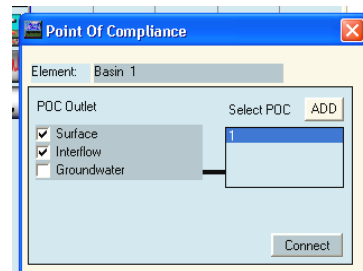 Point Of Compliance
Element: Basin 1
POC Outlet
Select POC ADD
Surface
Interflow
Groundwater
1
Connect